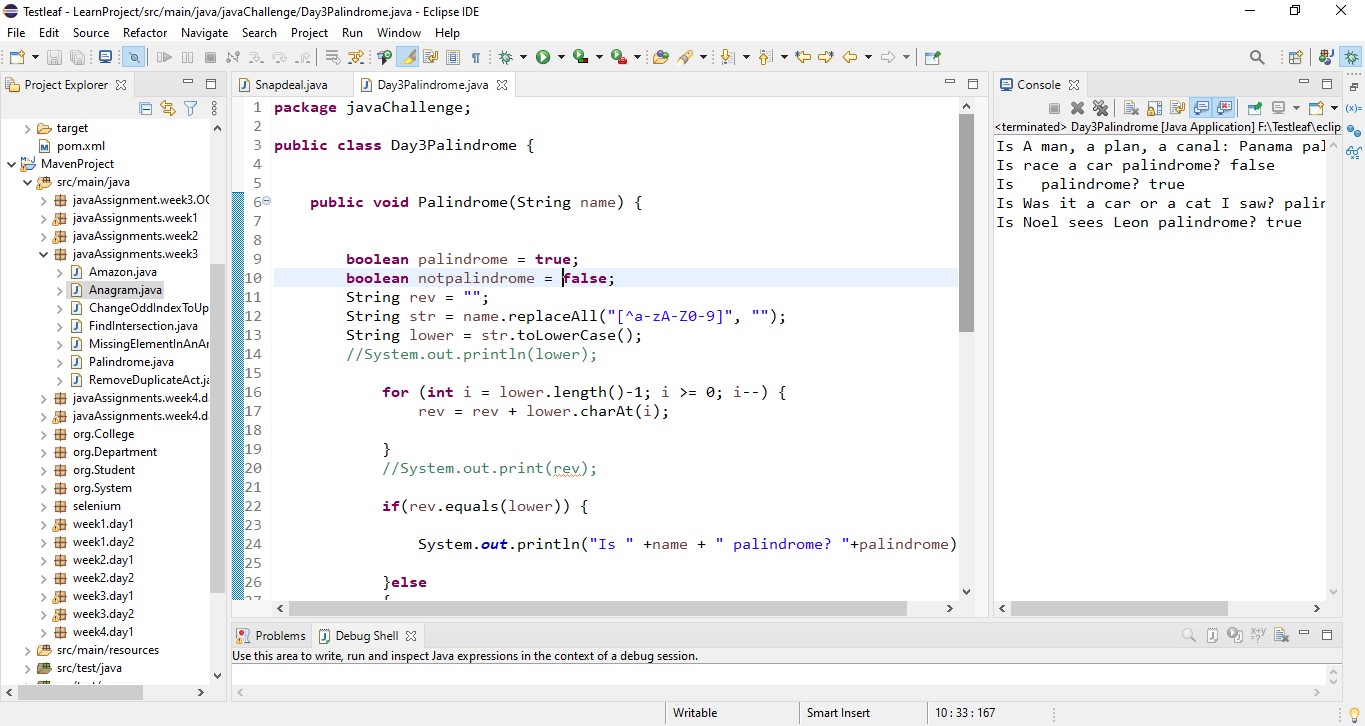 Testleaf - LearnProject/src/main/java/javaChallenge/Day3Palindrome.java - Eclipse IDE
File Edit Source Refactor Navigate Search Project Run Window Help
Project Explorer
target
pom.xml
MavenProject
src/main/java
javaAssignment.week3.OC
javaAssignments.week1
javaAssignments.week2
javaAssignments.week3
Amazon.java
Anagram.java
ChangeOddIndexToUp
FindIntersection.java
MissingElementInAnAr
Palindrome.java
RemoveDuplicateAct.ja
javaAssignments.week4.d
javaAssignments.week4.d
org.College
org.Department
org.Student
org.System
selenium
week1.day1
week1.day2
week2.day1
week2.day2
week3.day1
week3.day2
week4.day1
src/main/resources
src/test/java
Snapdeal.java Day3Palindrome.java
1 package javaChallenge;
2
3 public class Day3Palindrome {
4
5
6 public void Palindrome(String name) {
7
8
9 boolean palindrome = true;
10 boolean notpalindrome = false;
11 String rev = "";
12 String str = name.replaceAll("[^a-zA-Z0-9]", "");
13 String lower = str.toLowerCase();
14 //System.out.println(lower);
15
16 for (int i = lower.length()-1; i >= 0; i--) {
17 rev = rev + lower.charAt(i);
18
19 }
20 //System.out.print(rev);
21
22 if(rev.equals(lower)) {
23
24 System.out.println("Is " +name + " palindrome? "+palindrome)
25
26 }else
27 {
Console
<terminated> Day3Palindrome [Java Application] F:\Testleaf\eclip
Is A man, a plan, a canal: Panama pal
Is race a car palindrome? false
Is   palindrome? true
Is Was it a car or a cat I saw? palin
Is Noel sees Leon palindrome? true
Problems Debug Shell
Use this area to write, run and inspect Java expressions in the context of a debug session.
Writable Smart Insert 10 : 33 : 167